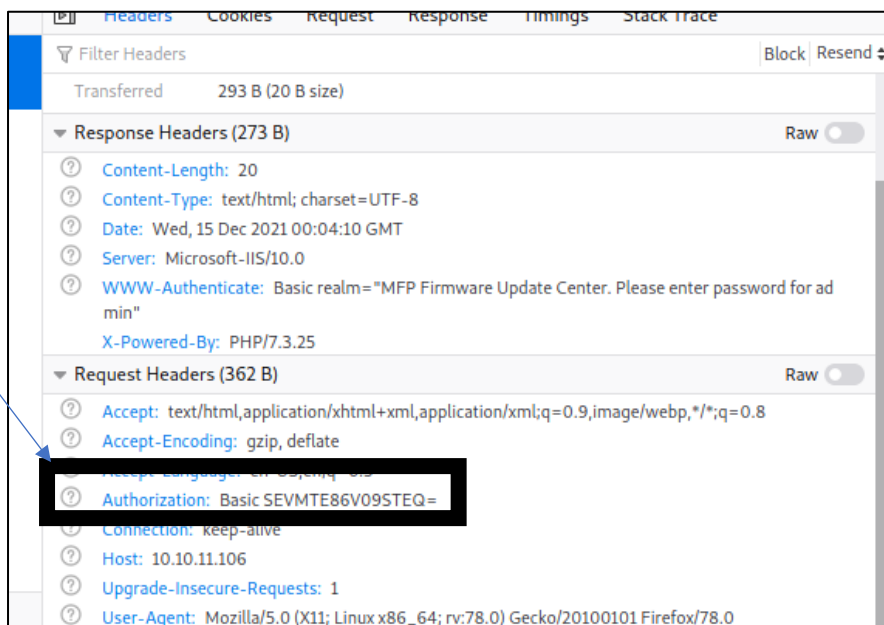 Headers Cookies Request Response Timings Stack Trace
Filter Headers Block Resend
Transferred 293 B (20 B size)
Response Headers (273 B) Raw
Content-Length: 20
Content-Type: text/html; charset=UTF-8
Date: Wed, 15 Dec 2021 00:04:10 GMT
Server: Microsoft-IIS/10.0
WWW-Authenticate: Basic realm="MFP Firmware Update Center. Please enter password for ad
min"
X-Powered-By: PHP/7.3.25
Request Headers (362 B) Raw
Accept: text/html,application/xhtml+xml,application/xml;q=0.9,image/webp,*/*;q=0.8
Accept-Encoding: gzip, deflate
Authorization: Basic SEVMTE86V09STEQ=
Connection: keep-alive
Host: 10.10.11.106
Upgrade-Insecure-Requests: 1
User-Agent: Mozilla/5.0 (X11; Linux x86_64; rv:78.0) Gecko/20100101 Firefox/78.0